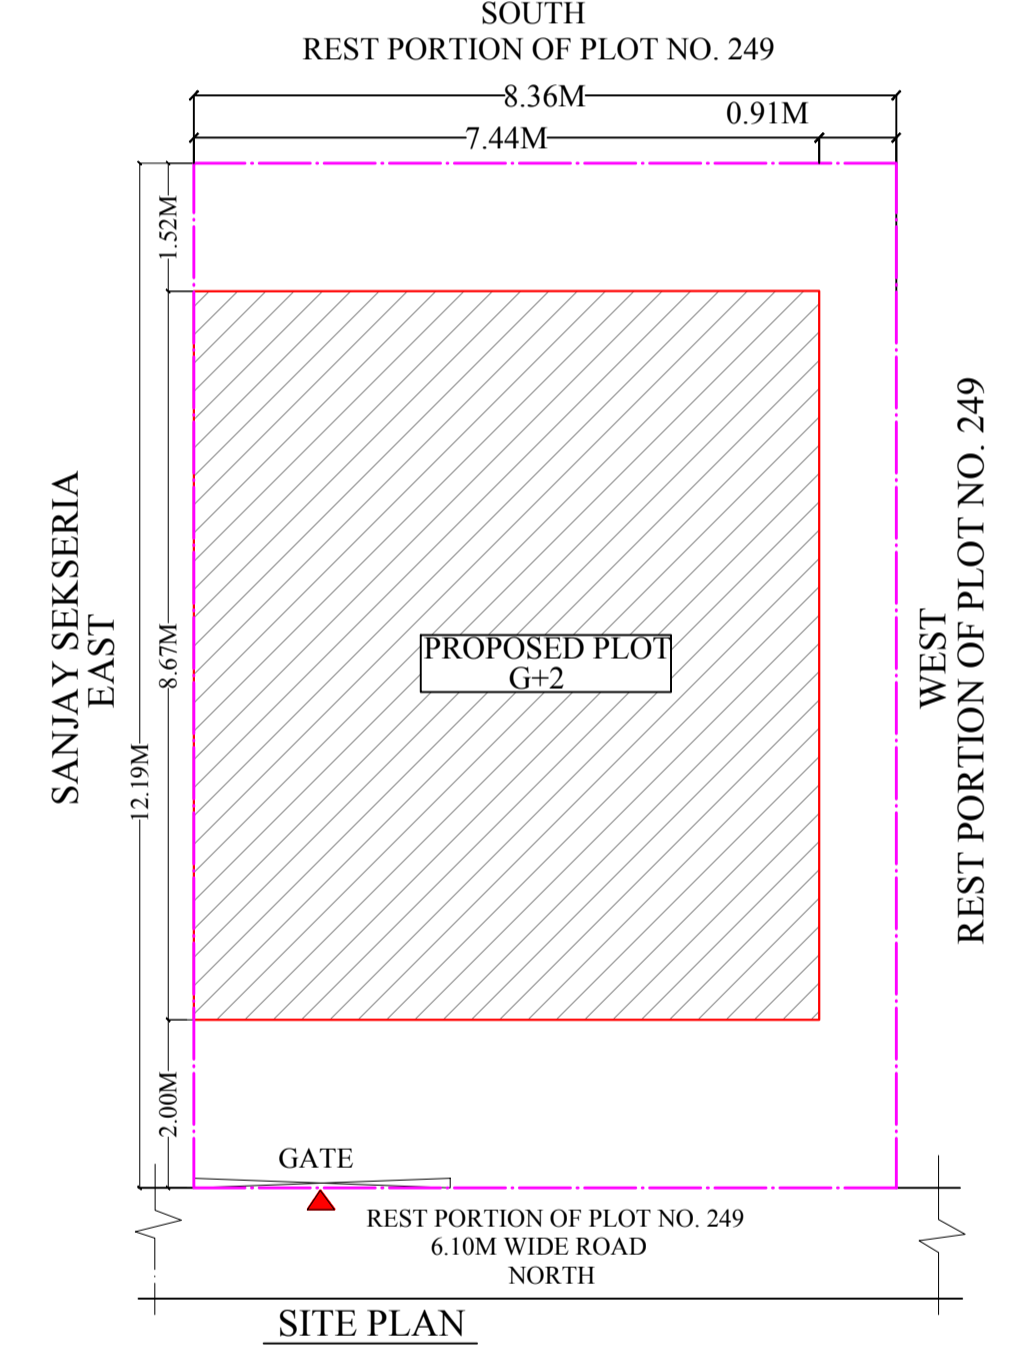 SOUTH
REST PORTION OF PLOT NO. 249
8.36M
0.91M
7.44M
1.52M
SANJAY SEKSERIA
EAST
12.19M
8.67M
PROPOSED PLOT
G+2
WEST
REST PORTION OF PLOT NO. 249
2.00M
GATE
REST PORTION OF PLOT NO. 249
6.10M WIDE ROAD
NORTH
SITE PLAN